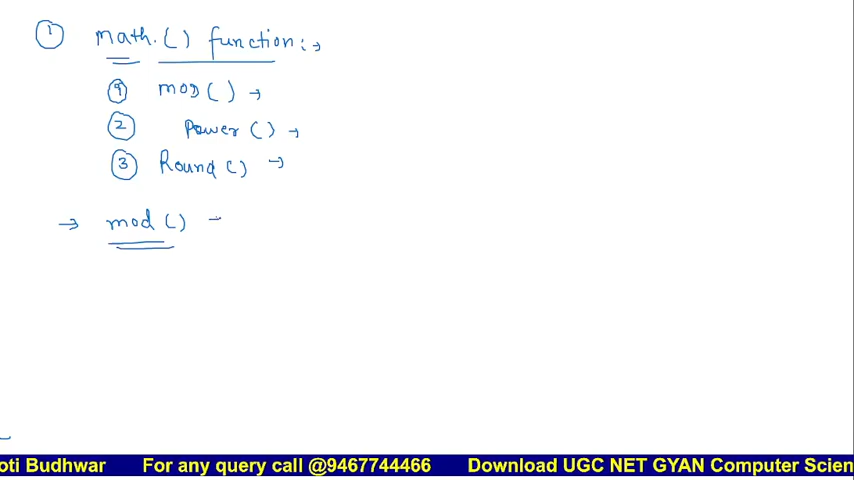 ① Math.() function:→
① MOD() →
② Power() →
③ Round() →
→ mod() -
oti Budhwar For any query call @9467744466 Download UGC NET GYAN Computer Scien